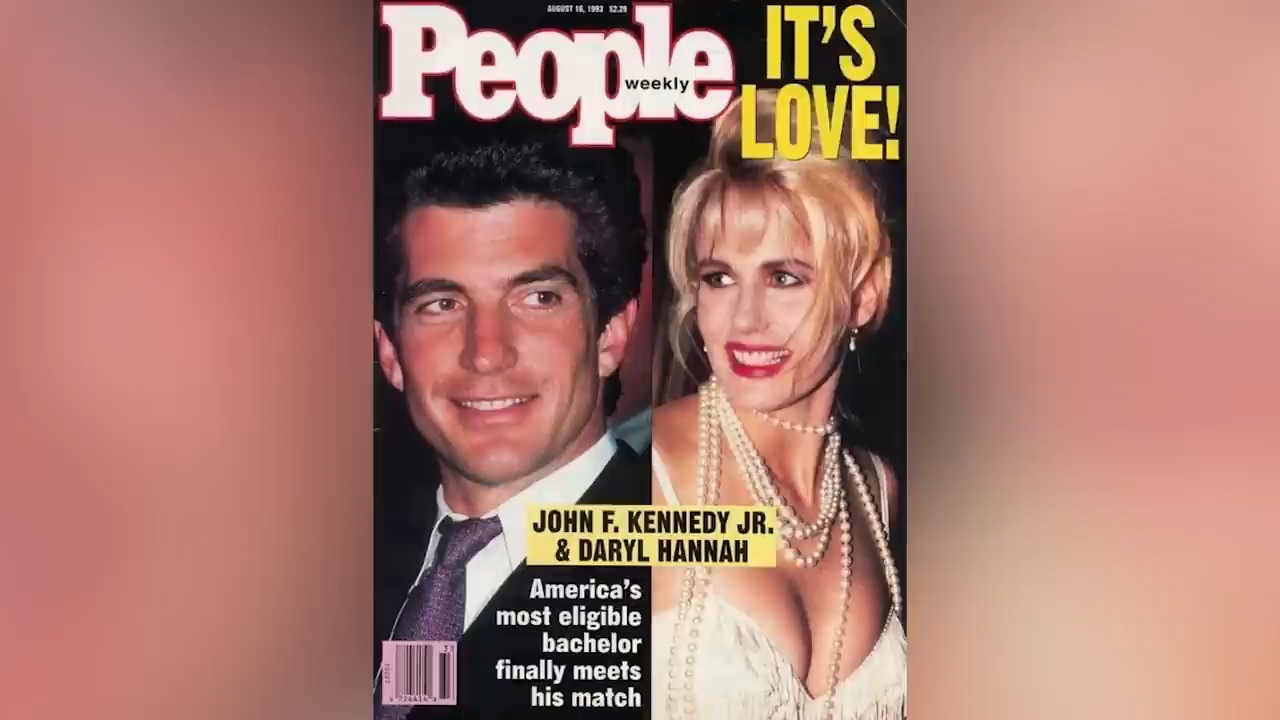 AUGUST 16, 1993 $2.29
People
weekly
IT'S
LOVE!
JOHN F. KENNEDY JR.
& DARYL HANNAH
America's
most eligible
bachelor
finally meets
his match